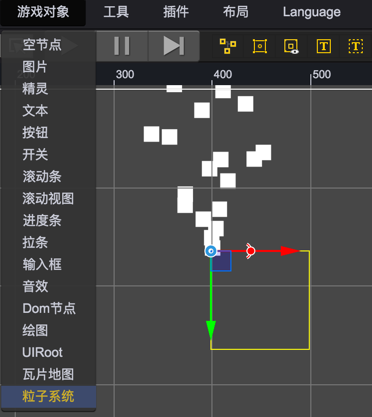 游戏对象 工具 插件 布局 Language
300 400 500
空节点
图片
精灵
文本
按钮
开关
滚动条
滚动视图
进度条
拉条
输入框
音效
Dom节点
绘图
UIRoot
瓦片地图
粒子系统